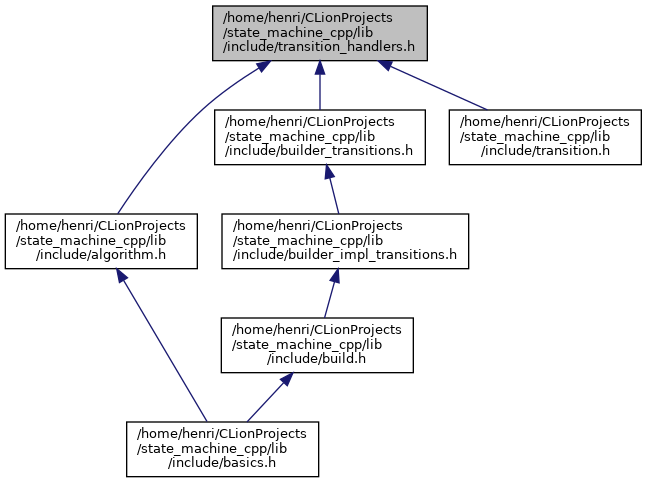 /home/henri/CLionProjects
/state_machine_cpp/lib
/include/transition_handlers.h
/home/henri/CLionProjects
/state_machine_cpp/lib
/include/builder_transitions.h
/home/henri/CLionProjects
/state_machine_cpp/lib
/include/transition.h
/home/henri/CLionProjects
/state_machine_cpp/lib
/include/algorithm.h
/home/henri/CLionProjects
/state_machine_cpp/lib
/include/builder_impl_transitions.h
/home/henri/CLionProjects
/state_machine_cpp/lib
/include/build.h
/home/henri/CLionProjects
/state_machine_cpp/lib
/include/basics.h